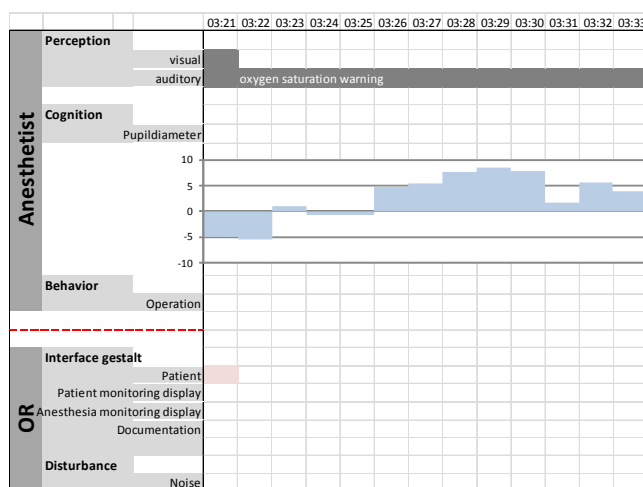 03:21 03:22 03:23 03:24 03:25 03:26 03:27 03:28 03:29 03:30 03:31 03:32 03:33
Anesthetist
Perception
visual
auditory oxygen saturation warning
Cognition
Pupildiameter
10
5
0
-5
-10
Behavior
Operation
OR
Interface gestalt
Patient
Patient monitoring display
Anesthesia monitoring display
Documentation
Disturbance
Noise